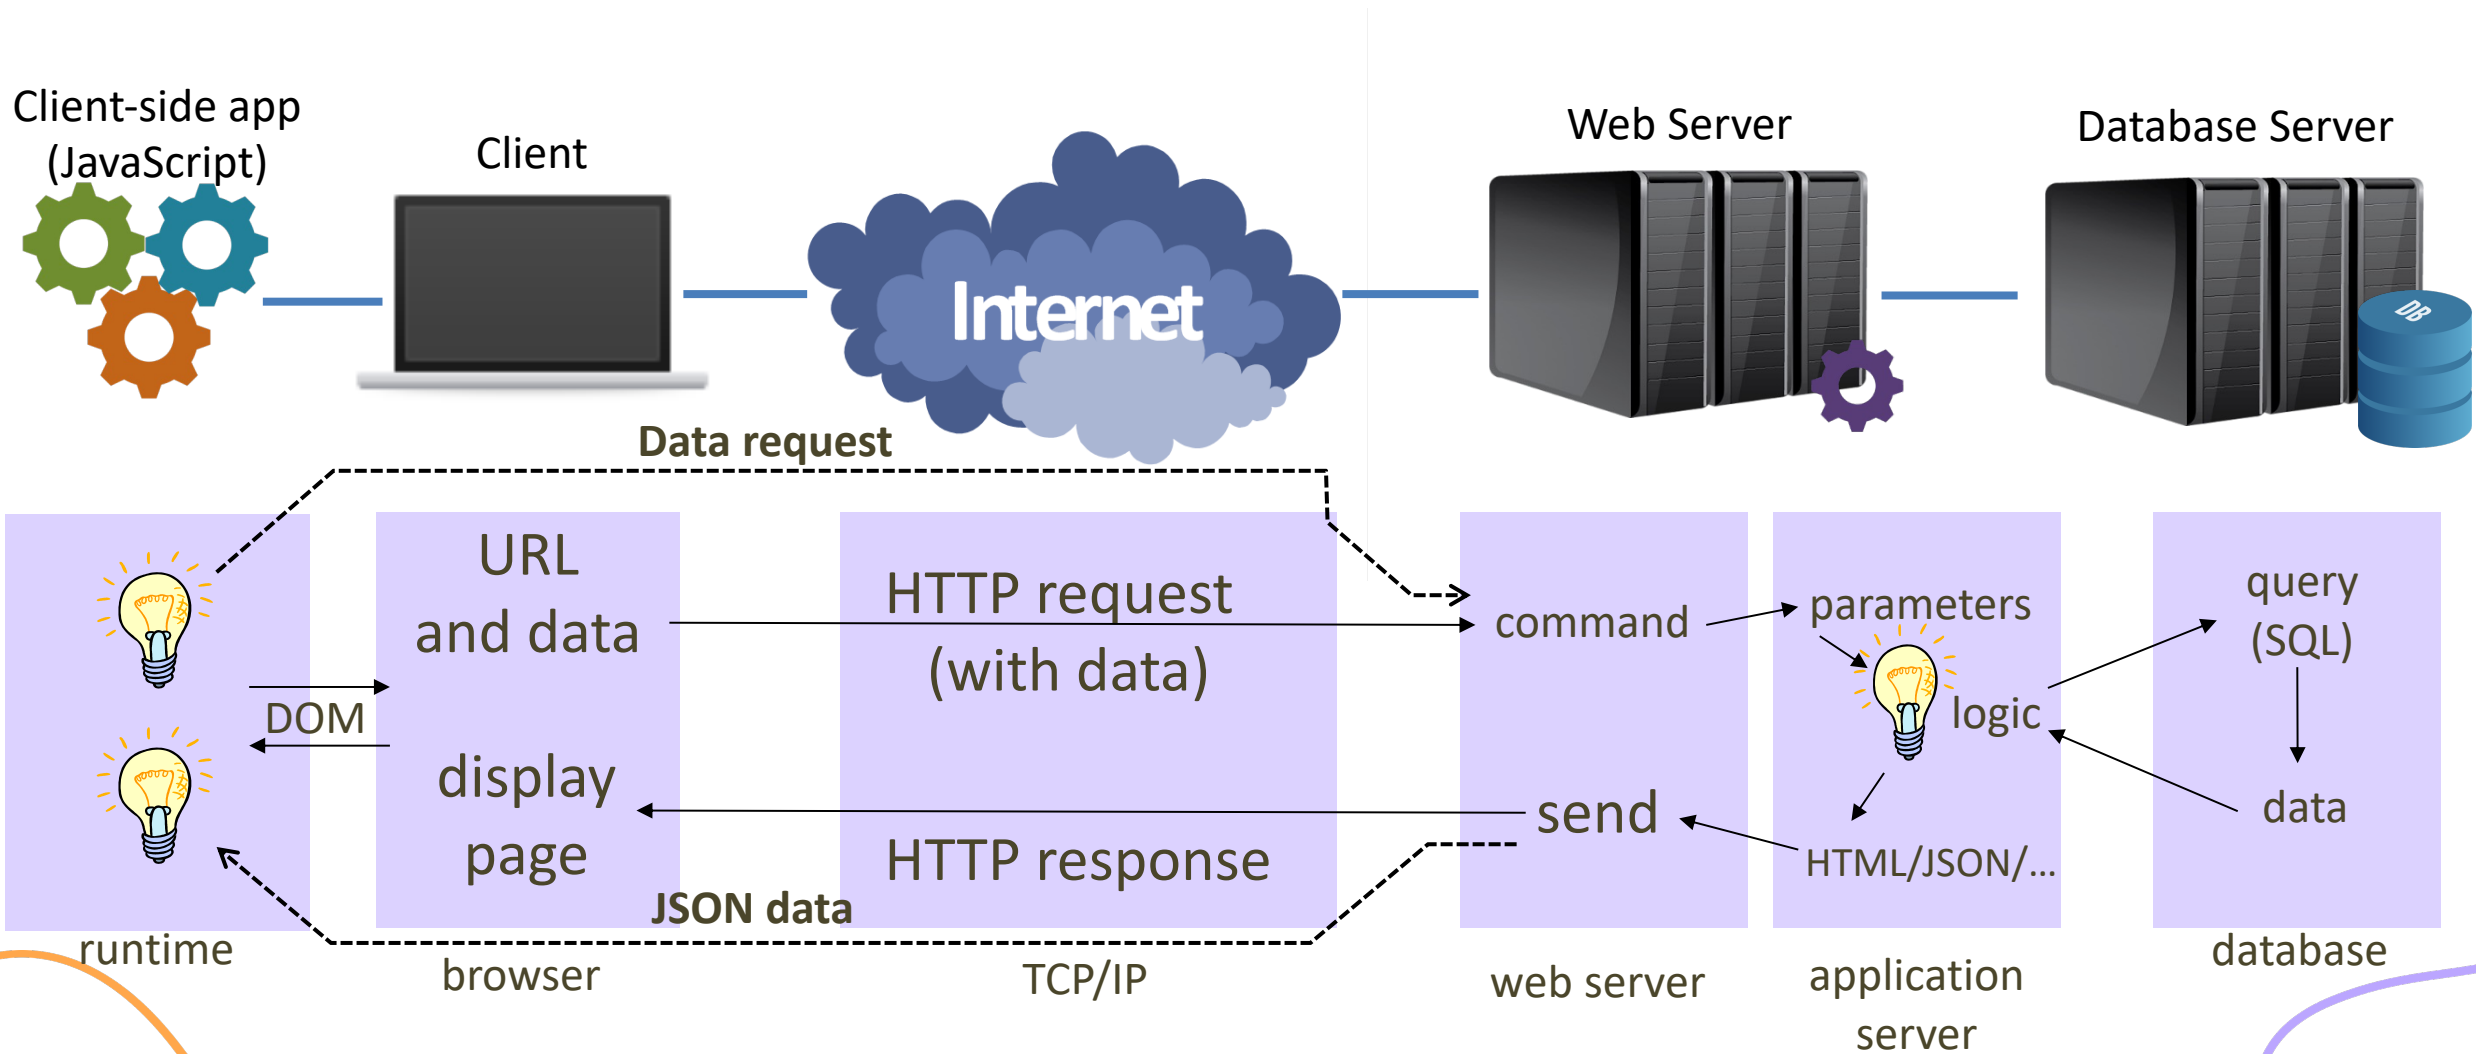 Client-side app
(JavaScript)
Client
Internet
Web Server
Database Server
DB
Data request
URL
and data
HTTP request
(with data)
command
parameters
logic
query
(SQL)
data
DOM
display
page
HTTP response
send
HTML/JSON/...
JSON data
runtime
browser
TCP/IP
web server
application
server
database